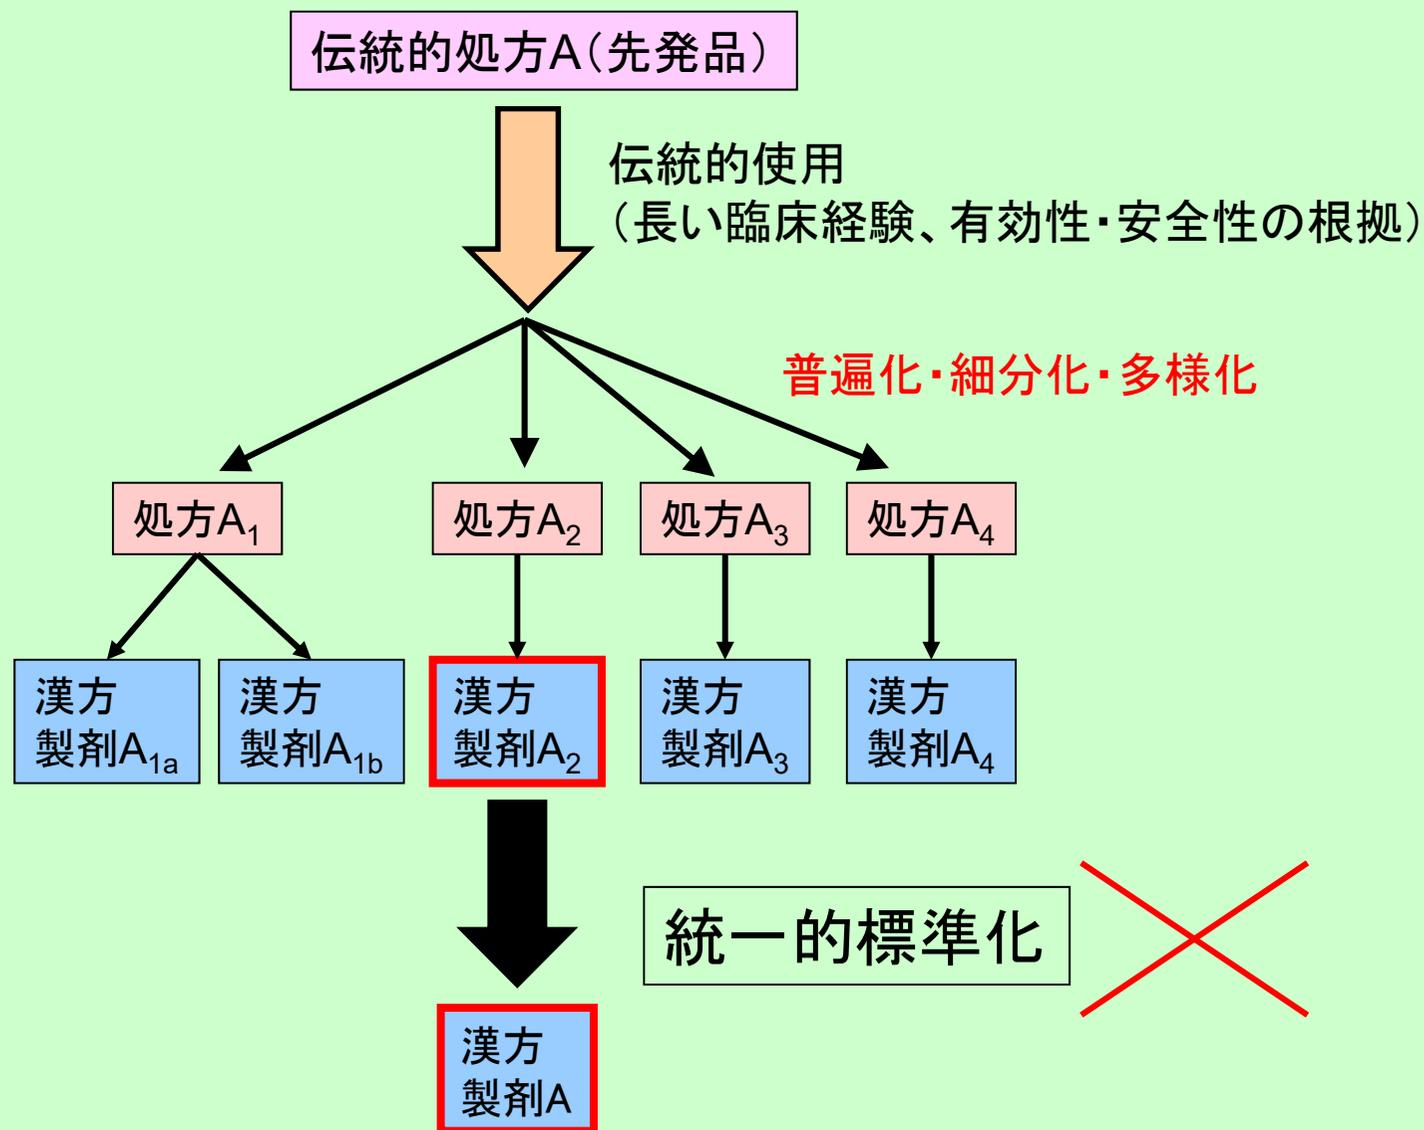 伝統的処方A(先発品)
伝統的使用
(長い臨床経験、有効性・安全性の根拠)
普遍化・細分化・多様化
処方A1
処方A2
処方A3
処方A4
漢方
製剤A1a
漢方
製剤A1b
漢方
製剤A2
漢方
製剤A3
漢方
製剤A4
統一的標準化
漢方
製剤A